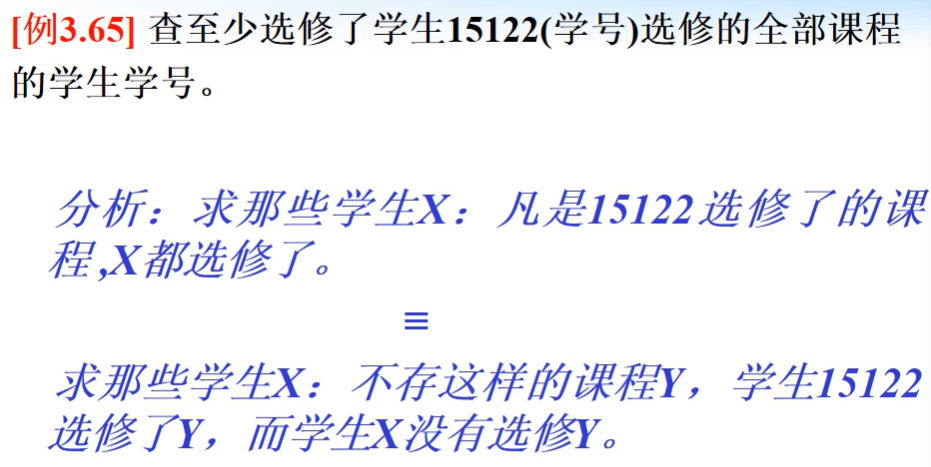 [例3.65] 查至少选修了学生15122(学号)选修的全部课程
的学生学号。
分析：求那些学生X：凡是15122选修了的课
程,X都选修了。
≡
求那些学生X：不存这样的课程Y，学生15122
选修了Y，而学生X没有选修Y。